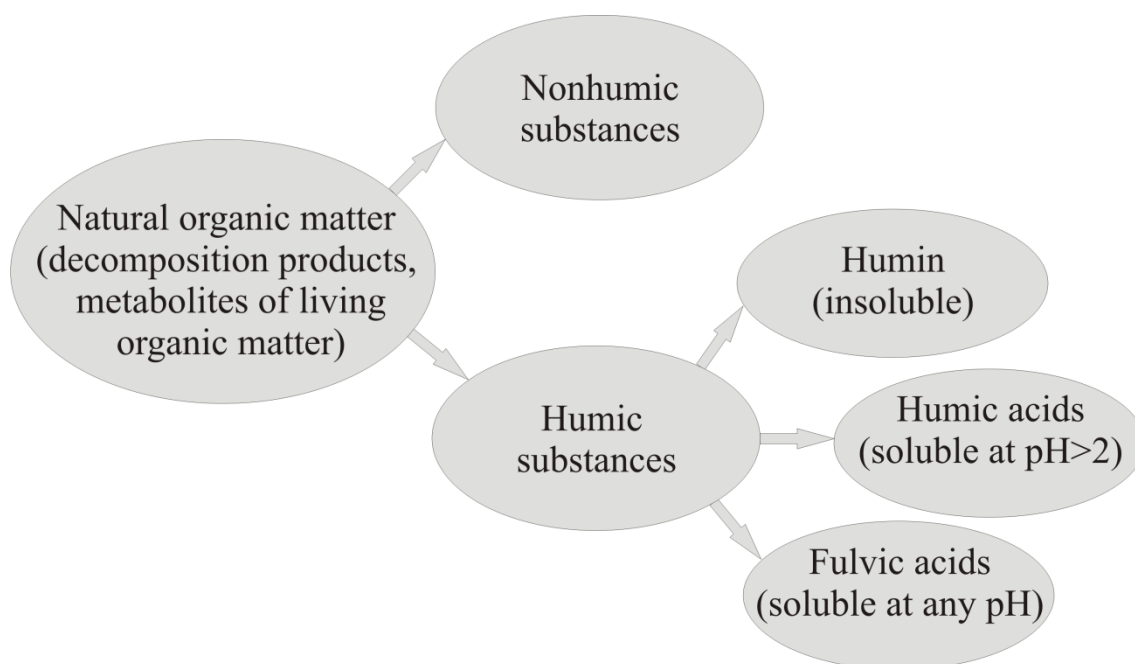 Nonhumic
substances
Natural organic matter
(decomposition products,
metabolites of living
organic matter)
Humin
(insoluble)
Humic
substances
Humic acids
(soluble at pH>2)
Fulvic acids
(soluble at any pH)